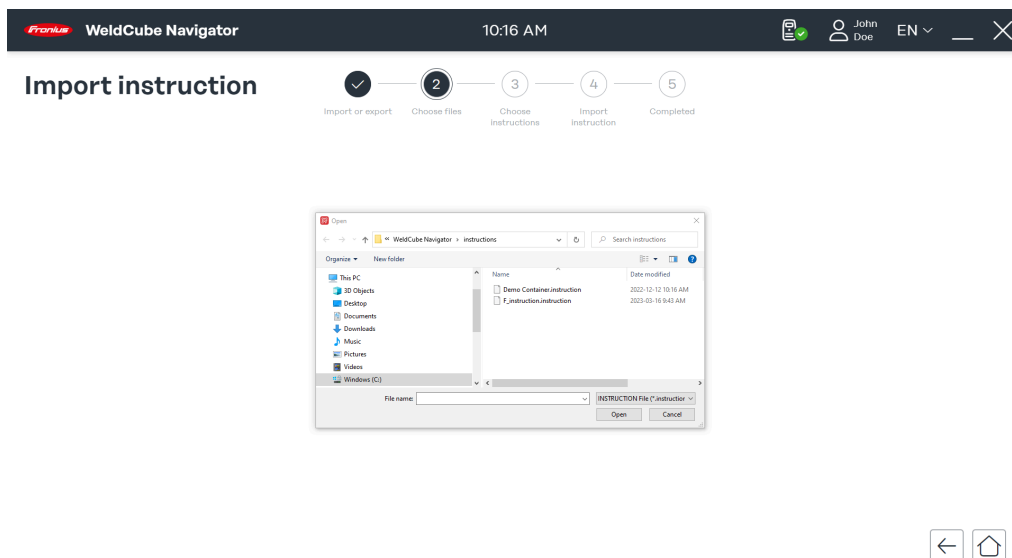 Fronius WeldCube Navigator 10:16 AM John Doe EN
Import instruction
2 3 4 5
Import or export Choose files Choose instructions Import instruction Completed
Open
« WeldCube Navigator › instructions Search instructions
Organize New folder
Name Date modified
This PC
3D Objects
Desktop
Documents
Downloads
Music
Pictures
Videos
Windows (C:)
Demo Container.instruction 2022-12-12 10:16 AM
F_instruction.instruction 2023-03-16 9:43 AM
File name: INSTRUCTION File (*.instruction
Open Cancel